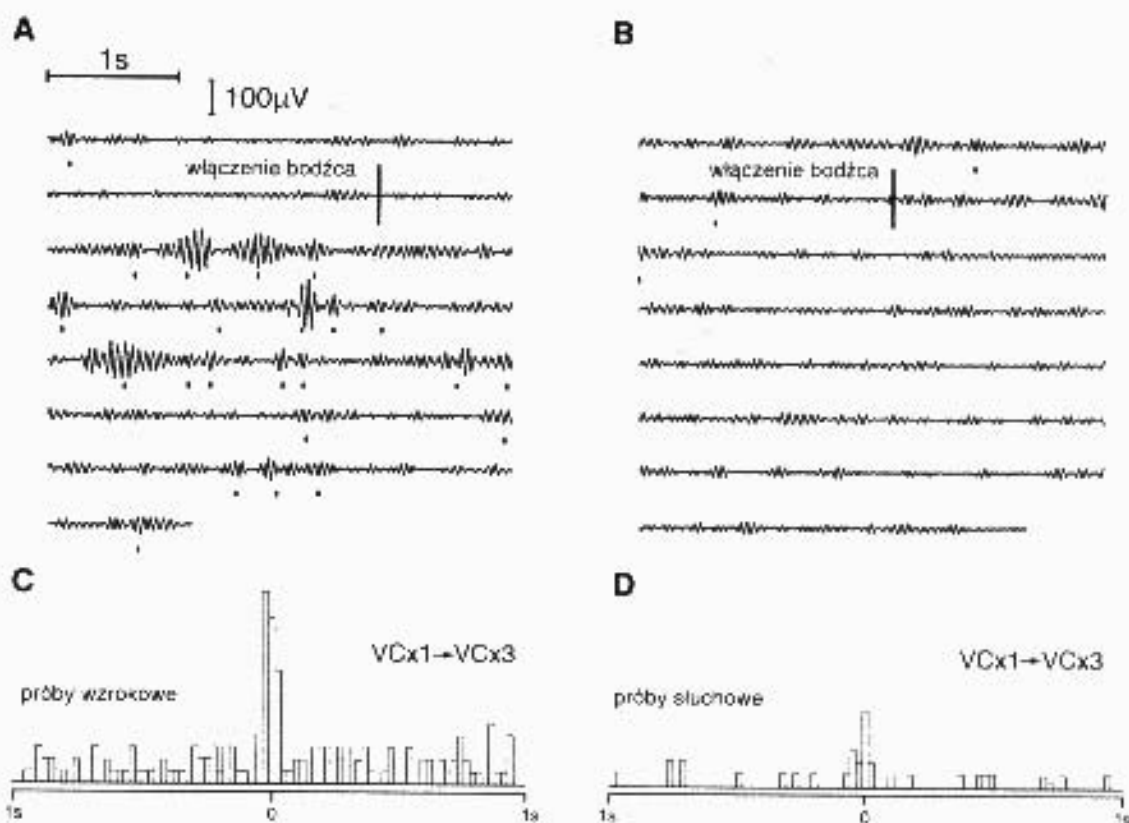 A
1s
100µV
włączenie bodźca
B
włączenie bodźca
C
VCx1→VCx3
próby wzrokowe
1s
0
1s
D
VCx1→VCx3
próby słuchowe
1s
0
1s